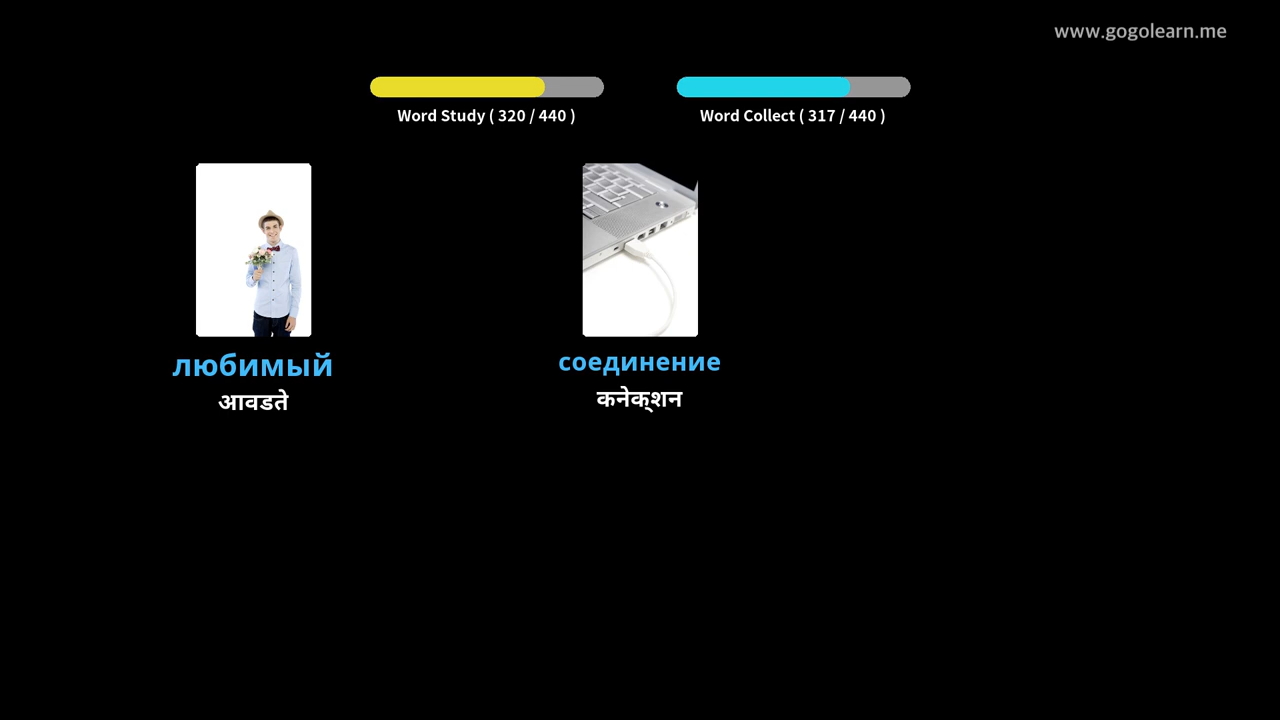 www.gogolearn.me
Word Study ( 320 / 440 )
Word Collect ( 317 / 440 )
любимый
आवडते
соединение
कनेक्शन